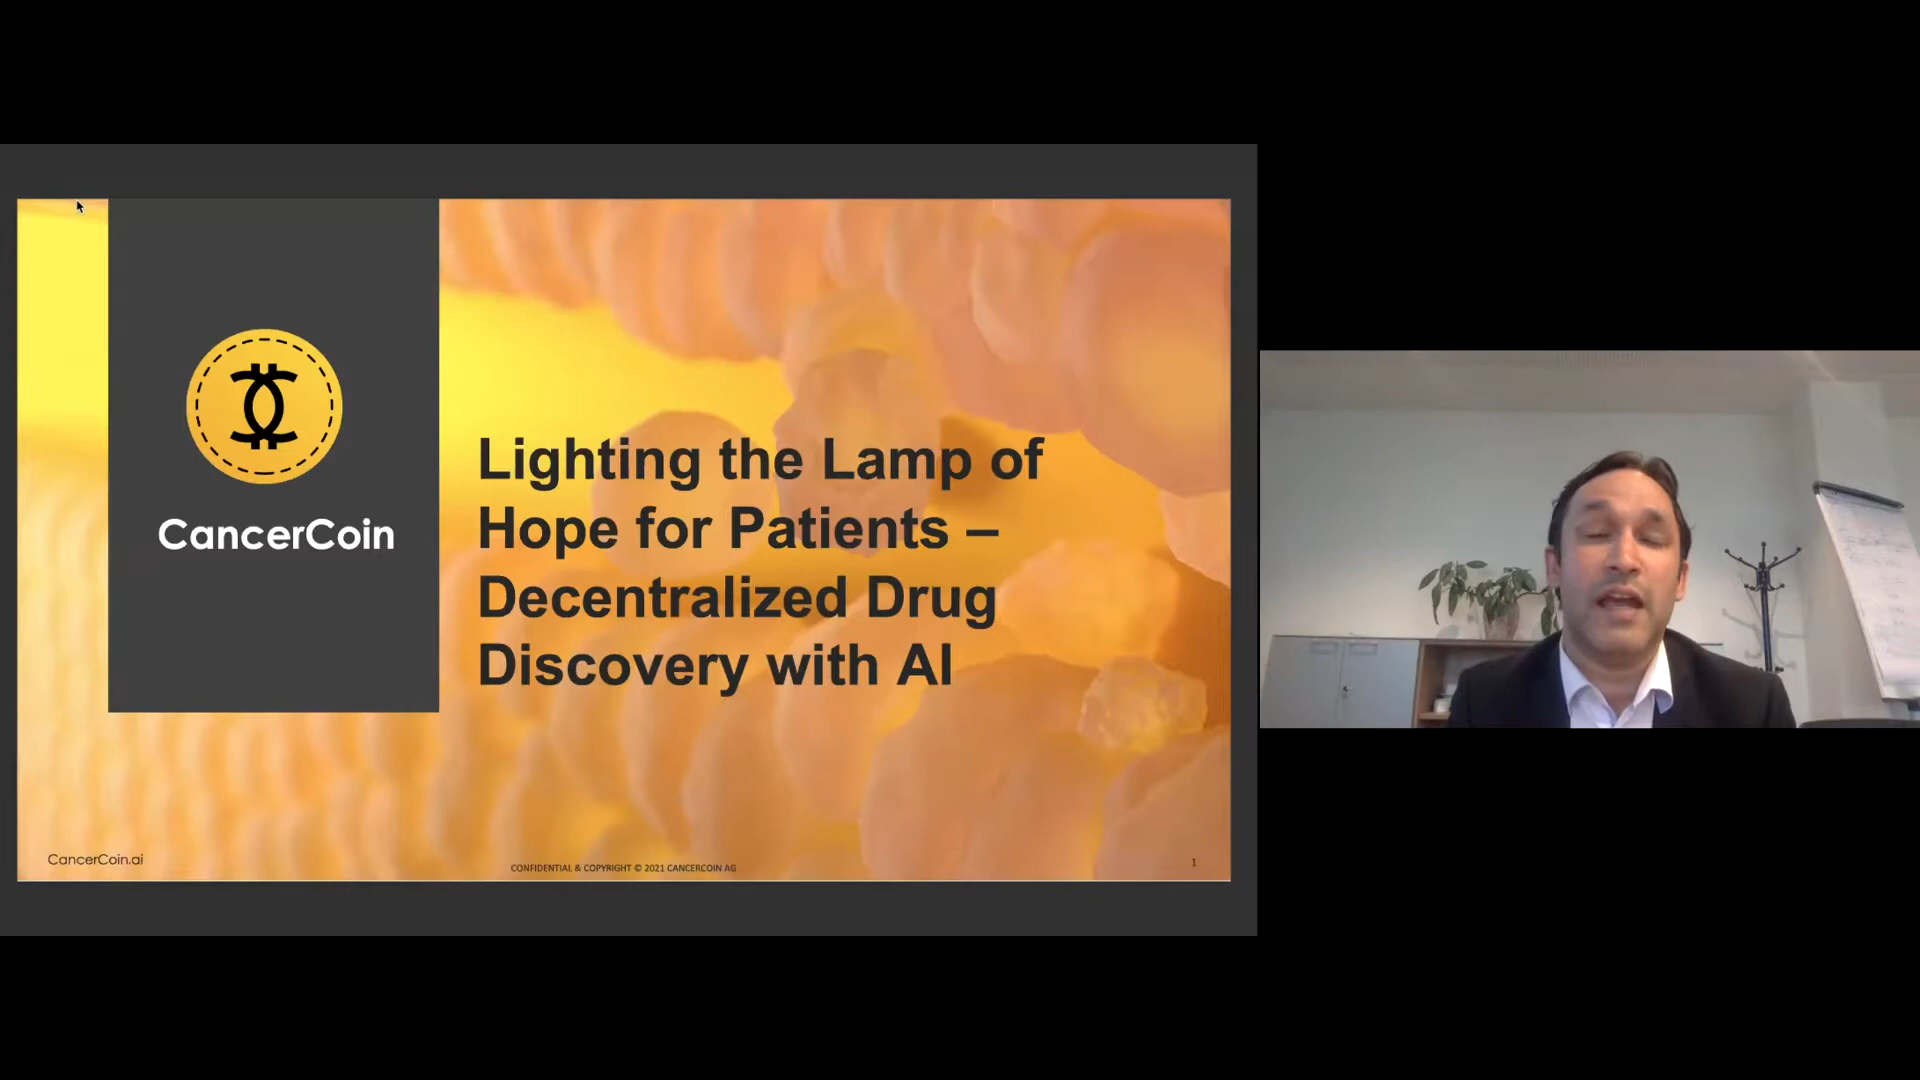 CancerCoin
Lighting the Lamp of
Hope for Patients –
Decentralized Drug
Discovery with AI
CancerCoin.ai
CONFIDENTIAL & COPYRIGHT © 2021 CANCERCOIN AG
1